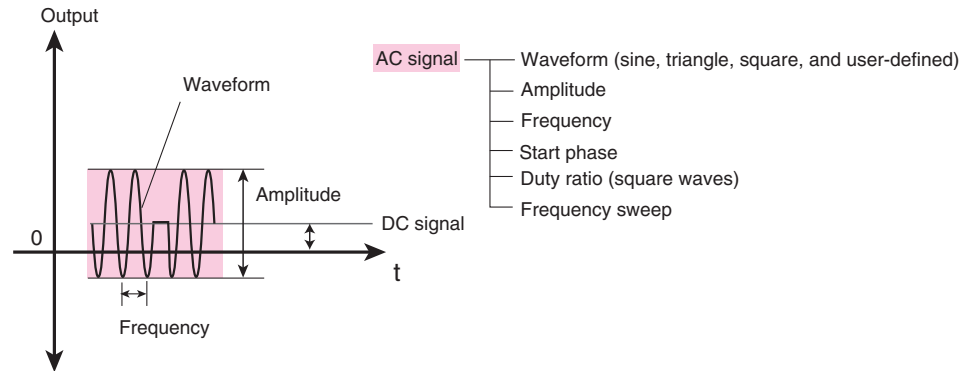 Output
Waveform
0
Amplitude
DC signal
t
Frequency
AC signal
Waveform (sine, triangle, square, and user-defined)
Amplitude
Frequency
Start phase
Duty ratio (square waves)
Frequency sweep